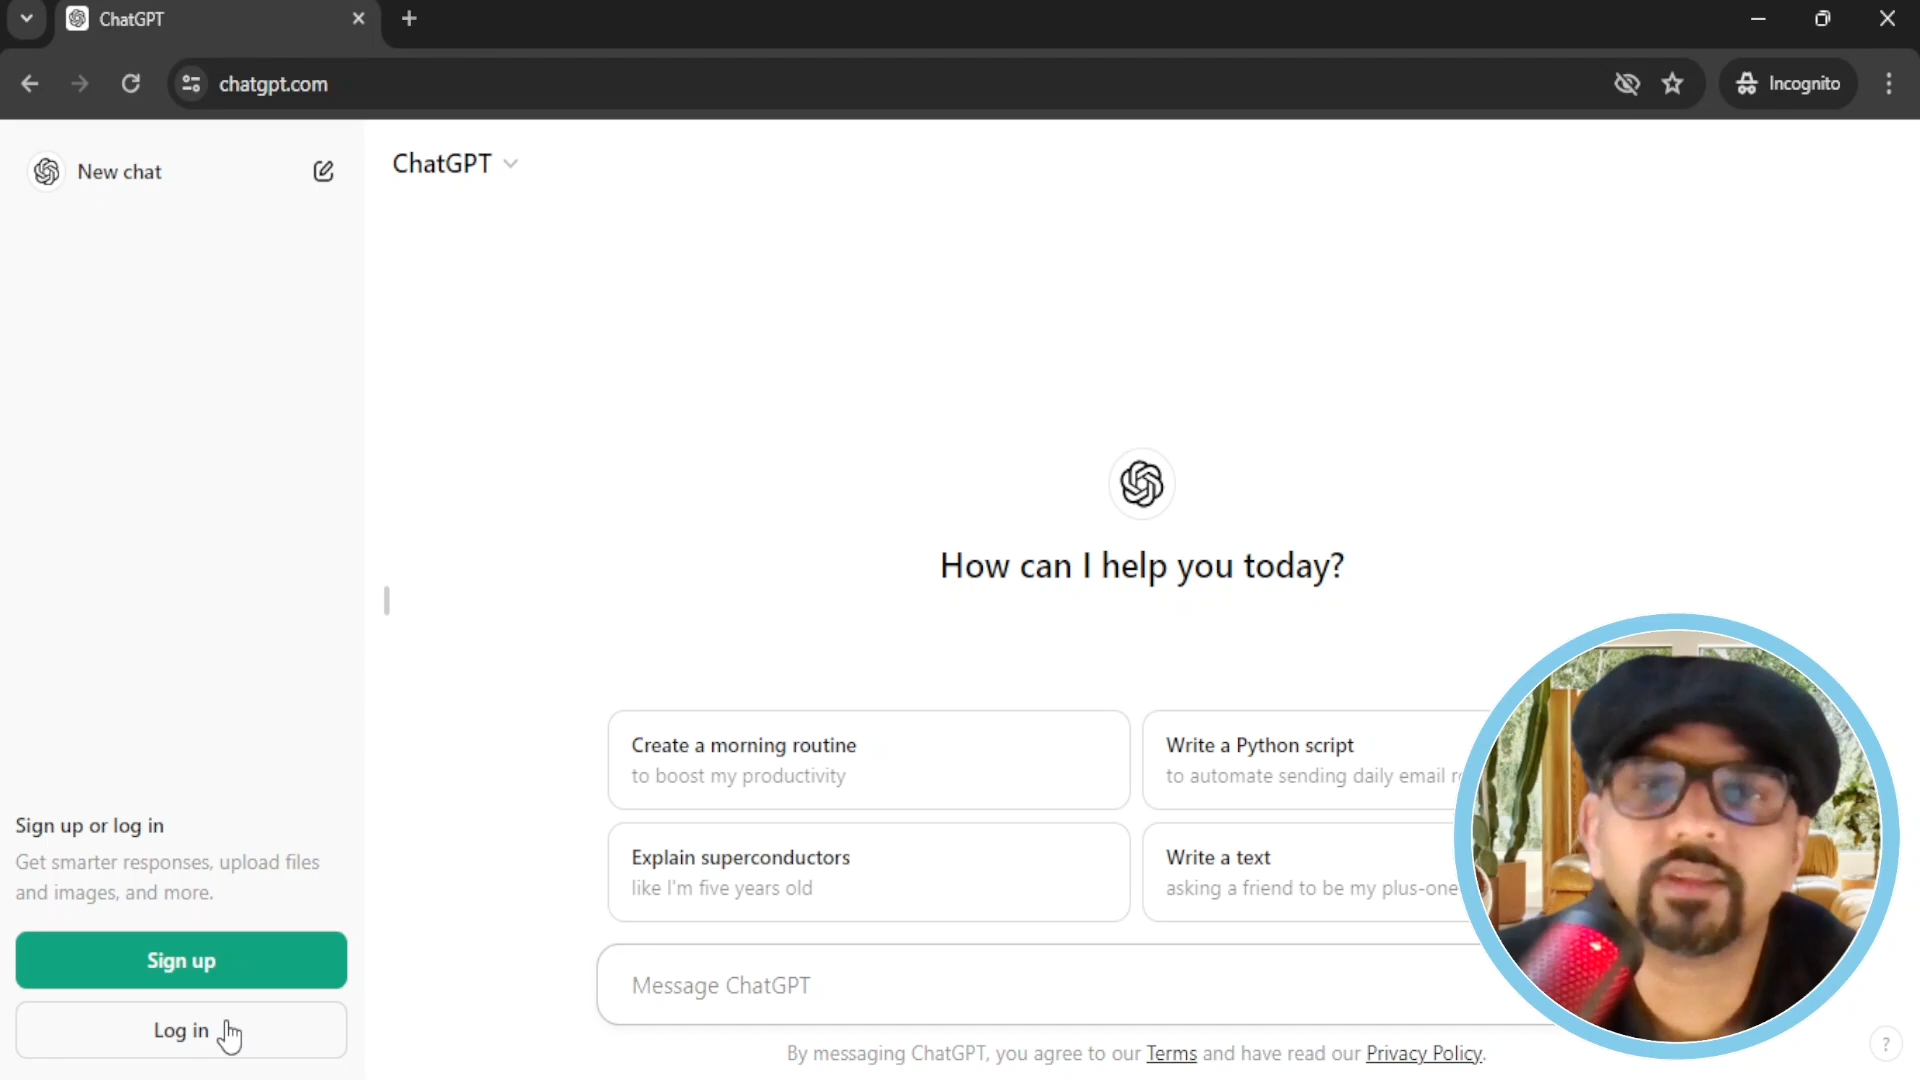 ChatGPT
chatgpt.com
Incognito
New chat
ChatGPT
How can I help you today?
Create a morning routine
to boost my productivity
Write a Python script
to automate sending daily email
Explain superconductors
like I'm five years old
Write a text
asking a friend to be my plus-one
Sign up or log in
Get smarter responses, upload files
and images, and more.
Sign up
Log in
Message ChatGPT
By messaging ChatGPT, you agree to our Terms and have read our Privacy Policy.
?